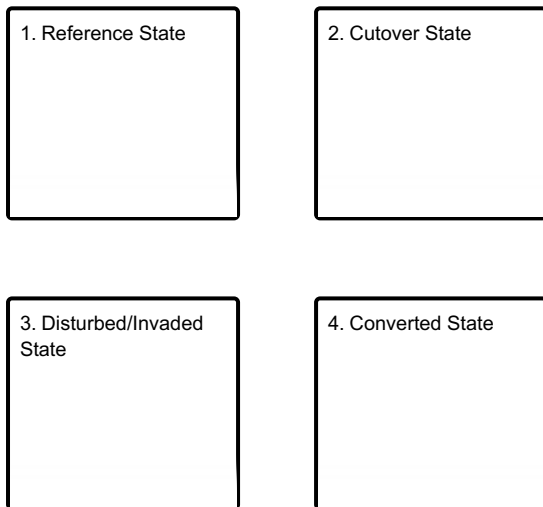 1. Reference State
2. Cutover State
3. Disturbed/Invaded
State
4. Converted State